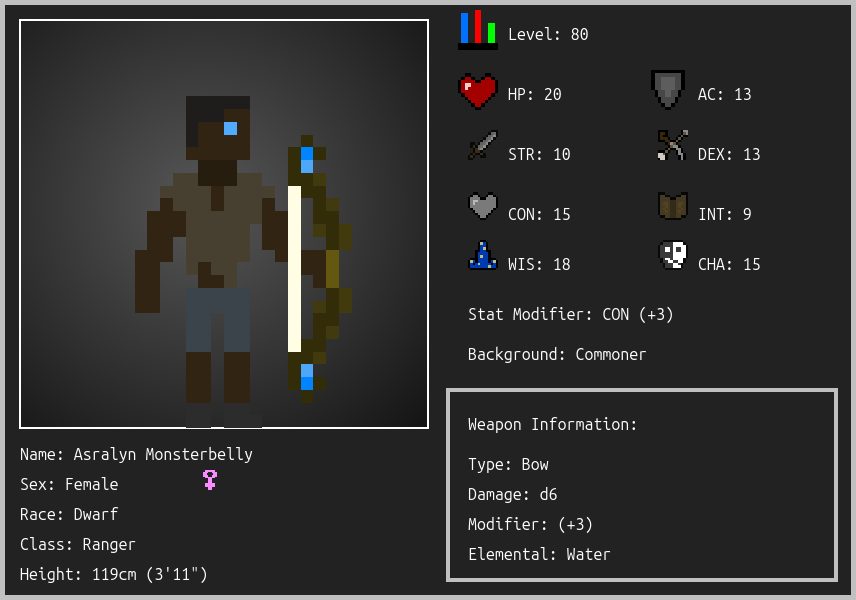 Level: 80
HP: 20
AC: 13
STR: 10
DEX: 13
CON: 15
INT: 9
WIS: 18
CHA: 15
Stat Modifier: CON (+3)
Background: Commoner
Weapon Information:
Type: Bow
Damage: d6
Modifier: (+3)
Elemental: Water
Name: Asralyn Monsterbelly
Sex: Female
Race: Dwarf
Class: Ranger
Height: 119cm (3'11")